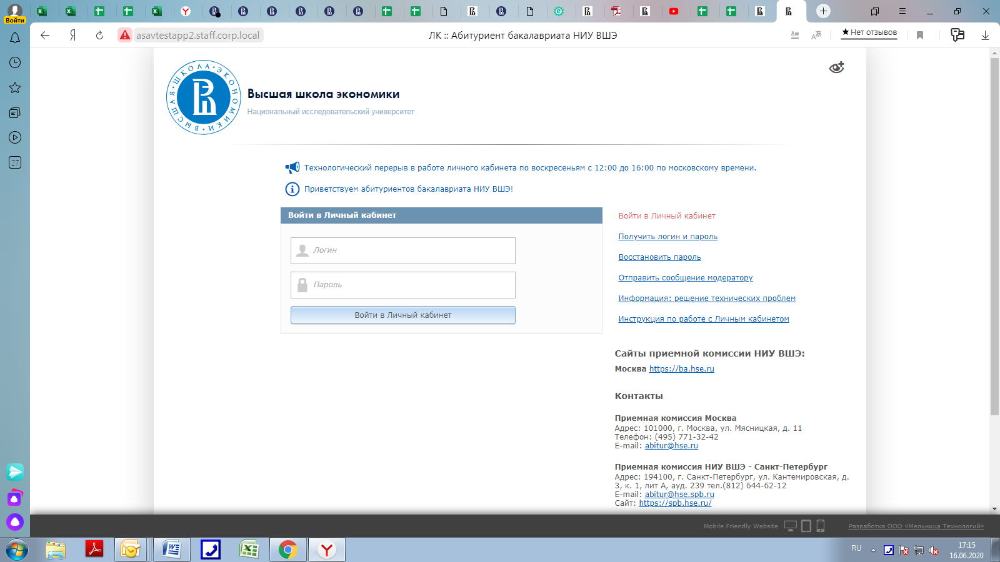 Войти
27
asavtestapp2.staff.corp.local
ЛК :: Абитуриент бакалавриата НИУ ВШЭ
★Нет отзывов
ВЫСШАЯ • ШКОЛА • ЭКОНОМИКИ •
Высшая школа экономики
Национальный исследовательский университет
Технологический перерыв в работе личного кабинета по воскресеньям с 12:00 до 16:00 по московскому времени.
Приветствуем абитуриентов бакалавриата НИУ ВШЭ!
Войти в Личный кабинет
Логин
Пароль
Войти в Личный кабинет
Войти в Личный кабинет
Получить логин и пароль
Восстановить пароль
Отправить сообщение модератору
Информация: решение технических проблем
Инструкция по работе с Личным кабинетом
Сайты приемной комиссии НИУ ВШЭ:
Москва https://ba.hse.ru
Контакты
Приемная комиссия Москва
Адрес: 101000, г. Москва, ул. Мясницкая, д. 11
Телефон: (495) 771-32-42
E-mail: abitur@hse.ru
Приемная комиссия НИУ ВШЭ - Санкт-Петербург
Адрес: 194100, г. Санкт-Петербург, ул. Кантемировская, д.
3, к. 1, лит А, ауд. 239 тел.(812) 644-62-12
E-mail: abitur@hse.spb.ru
Сайт: https://spb.hse.ru/
Mobile Friendly Website
Разработка ООО «Мельница Технологий»
RU
17:15
16.06.2020